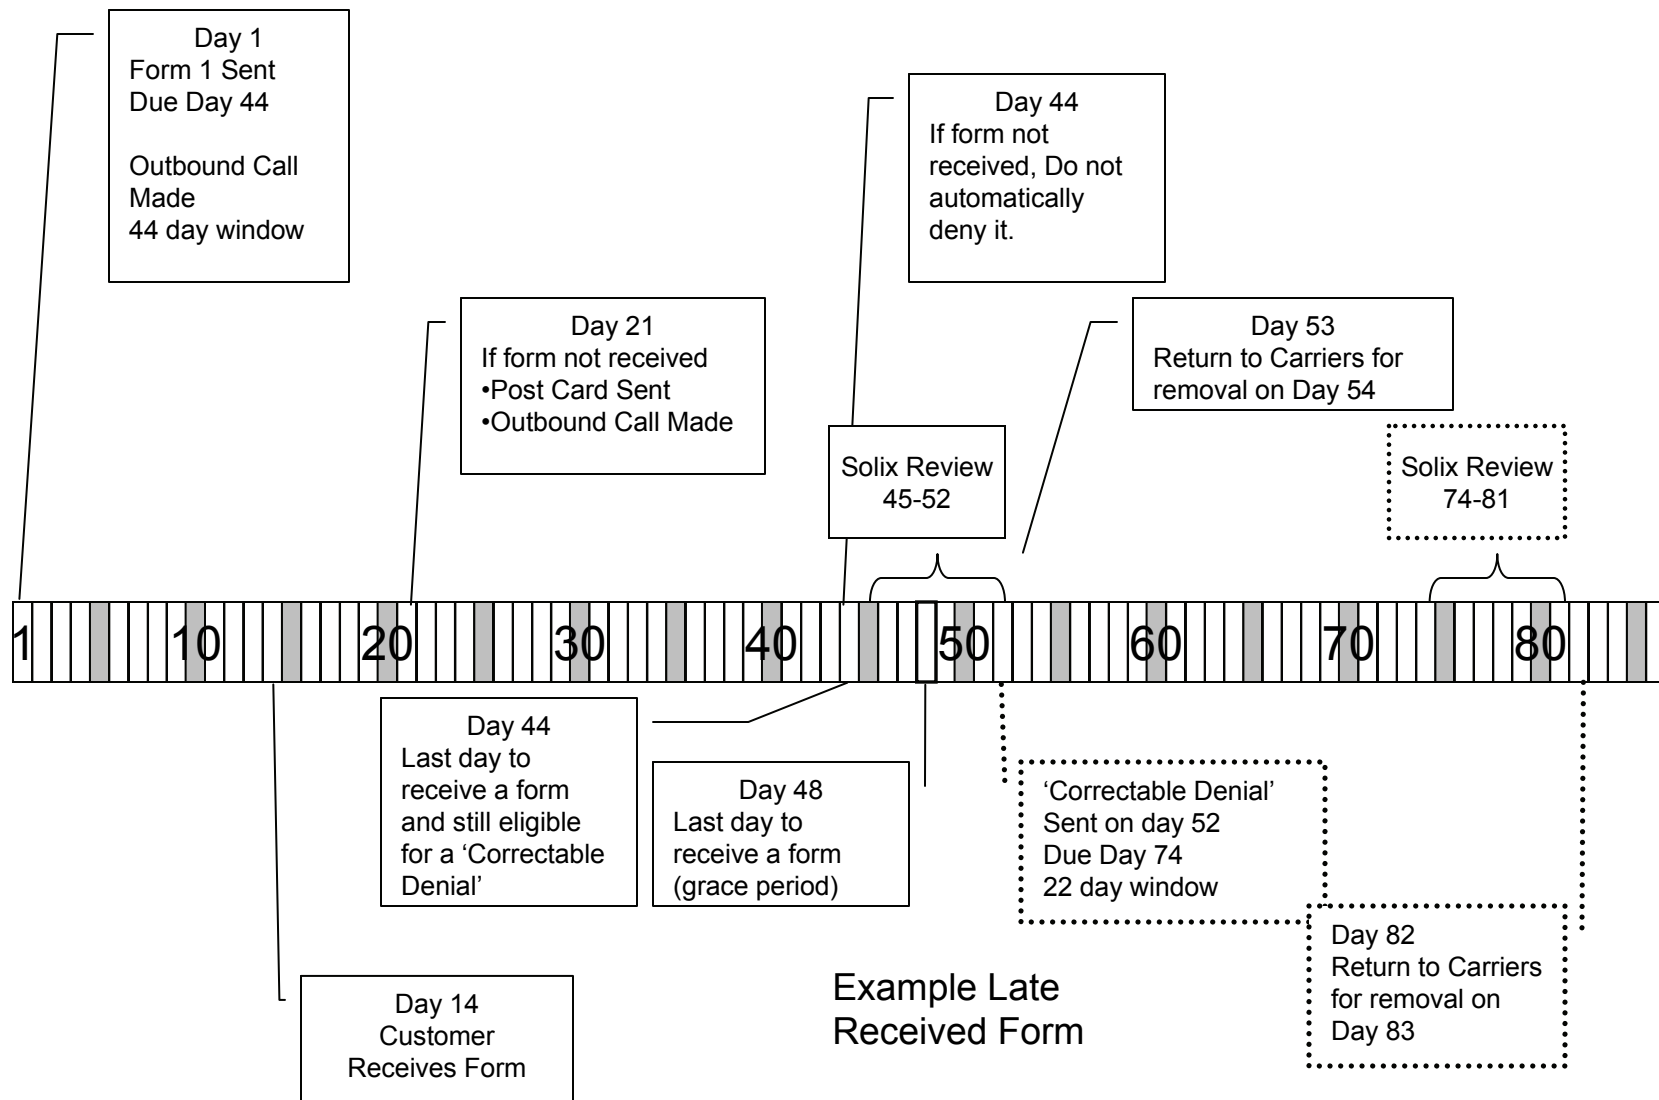 Day 1
Form 1 Sent
Due Day 44
Outbound Call
Made
44 day window
Day 44
If form not
received, Do not
automatically
deny it.
Day 21
If form not received
•Post Card Sent
•Outbound Call Made
Day 53
Return to Carriers for
removal on Day 54
Solix Review
45-52
Solix Review
74-81
1 10 20 30 40 50 60 70 80
Day 44
Last day to
receive a form
and still eligible
for a ‘Correctable
Denial’
Day 48
Last day to
receive a form
(grace period)
‘Correctable Denial’
Sent on day 52
Due Day 74
22 day window
Day 82
Return to Carriers
for removal on
Day 83
Day 14
Customer
Receives Form
Example Late
Received Form